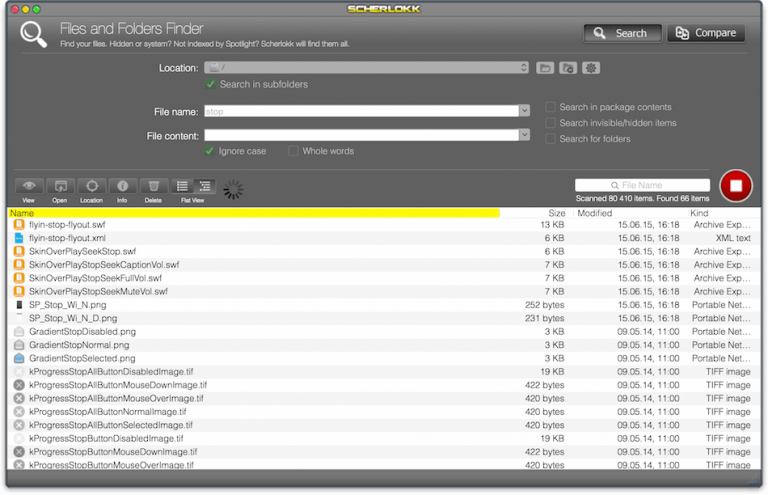 SCHERLOKK
Files and Folders Finder
Find your files. Hidden or system? Not indexed by Spotlight? Scherlokk will find them all.
Search
Compare
Location: /
Search in subfolders
File name: stop
Search in package contents
Search invisible/hidden items
File content:
Search for folders
Ignore case Whole words
View Open Location Info Delete Flat View
File Name
Scanned 80 410 items. Found 66 items
Name Size Modified Kind
flyin-stop-flyout.swf 13 KB 15.06.15, 16:18 Archive Exp...
flyin-stop-flyout.xml 6 KB 15.06.15, 16:18 XML text
SkinOverPlaySeekStop.swf 6 KB 15.06.15, 16:18 Archive Exp...
SkinOverPlayStopSeekCaptionVol.swf 7 KB 15.06.15, 16:18 Archive Exp...
SkinOverPlayStopSeekFullVol.swf 7 KB 15.06.15, 16:18 Archive Exp...
SkinOverPlayStopSeekMuteVol.swf 7 KB 15.06.15, 16:18 Archive Exp...
SP_Stop_Wi_N.png 252 bytes 15.06.15, 16:18 Portable Net...
SP_Stop_Wi_N_D.png 231 bytes 15.06.15, 16:18 Portable Net...
GradientStopDisabled.png 3 KB 09.05.14, 11:00 Portable Net...
GradientStopNormal.png 3 KB 09.05.14, 11:00 Portable Net...
GradientStopSelected.png 3 KB 09.05.14, 11:00 Portable Net...
kProgressStopAllButtonDisabledImage.tif 19 KB 09.05.14, 11:00 TIFF image
kProgressStopAllButtonMouseDownImage.tif 422 bytes 09.05.14, 11:00 TIFF image
kProgressStopAllButtonMouseOverImage.tif 420 bytes 09.05.14, 11:00 TIFF image
kProgressStopAllButtonNormalImage.tif 420 bytes 09.05.14, 11:00 TIFF image
kProgressStopAllButtonSelectedImage.tif 420 bytes 09.05.14, 11:00 TIFF image
kProgressStopButtonDisabledImage.tif 19 KB 09.05.14, 11:00 TIFF image
kProgressStopButtonMouseDownImage.tif 422 bytes 09.05.14, 11:00 TIFF image
kProgressStopButtonMouseOverImage.tif 420 bytes 09.05.14, 11:00 TIFF image